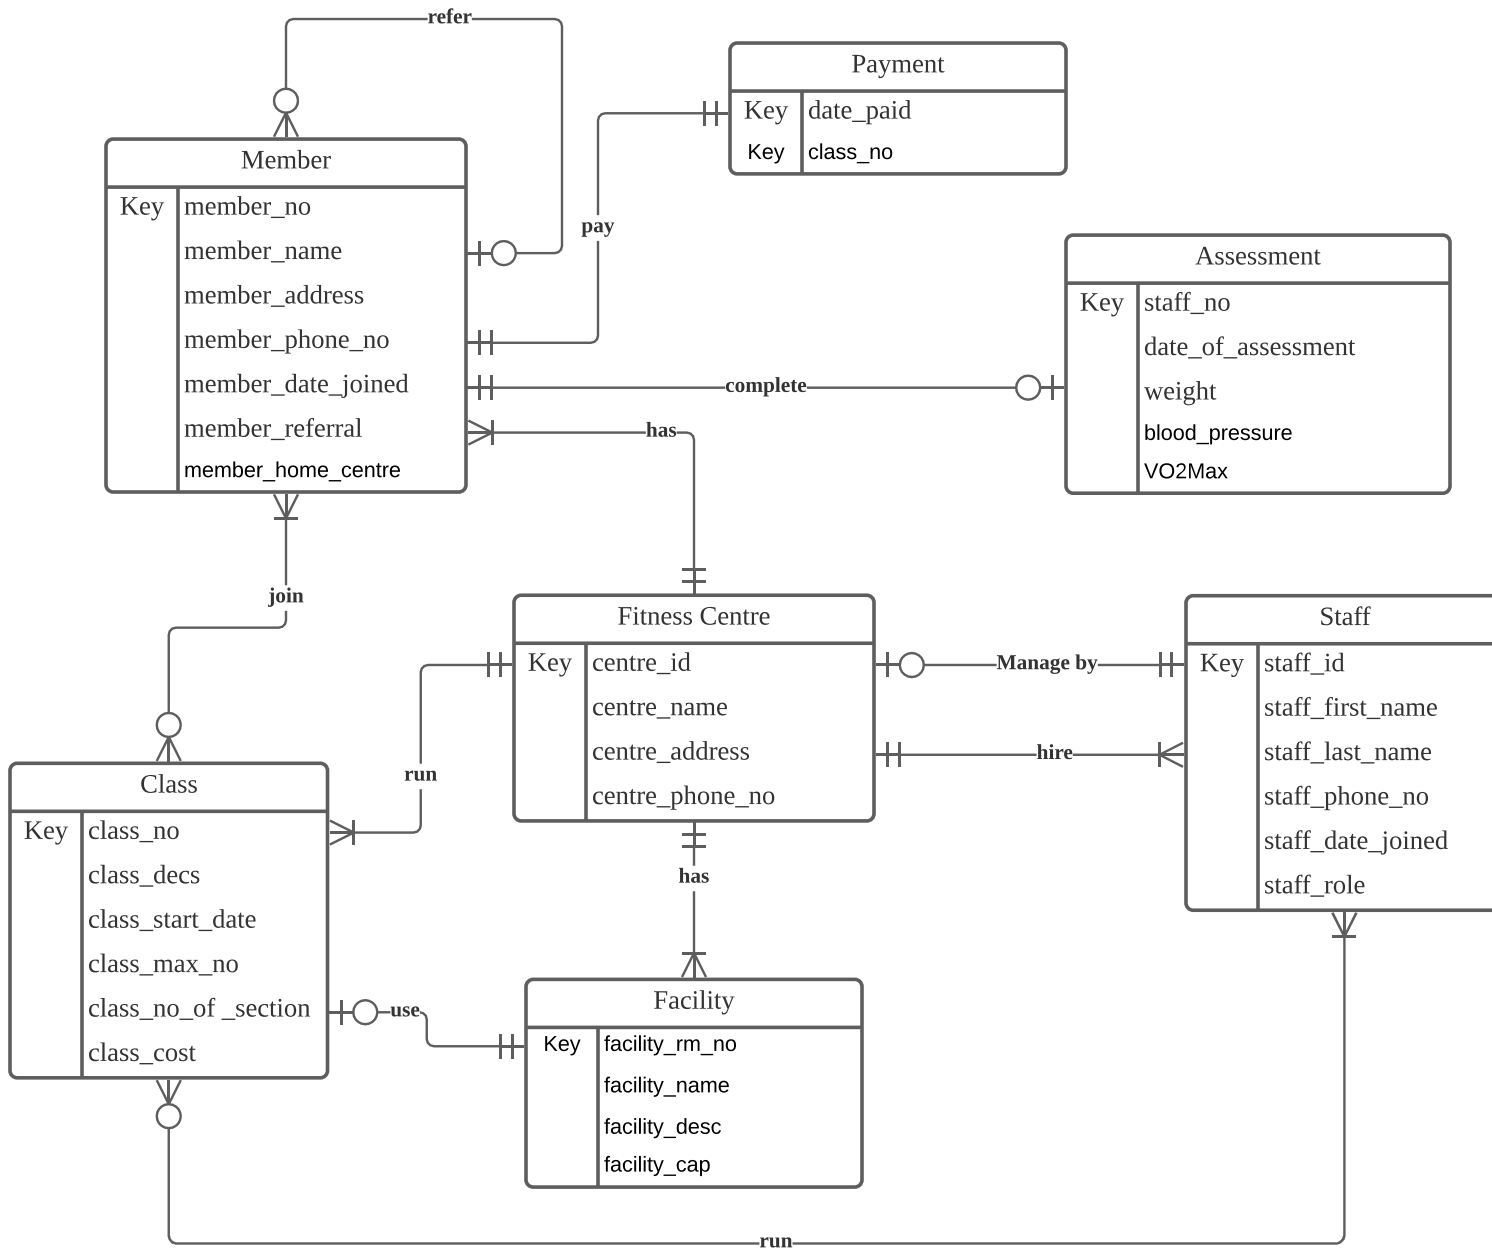 refer
Payment
Key date_paid
Key class_no
Member
Key member_no
member_name
member_address
member_phone_no
member_date_joined
member_referral
member_home_centre
pay
Assessment
Key staff_no
date_of_assessment
weight
blood_pressure
VO2Max
complete
has
join
Fitness Centre
Key centre_id
centre_name
centre_address
centre_phone_no
Manage by
hire
Staff
Key staff_id
staff_first_name
staff_last_name
staff_phone_no
staff_date_joined
staff_role
run
Class
Key class_no
class_decs
class_start_date
class_max_no
class_no_of _section
class_cost
has
use
Facility
Key facility_rm_no
facility_name
facility_desc
facility_cap
run